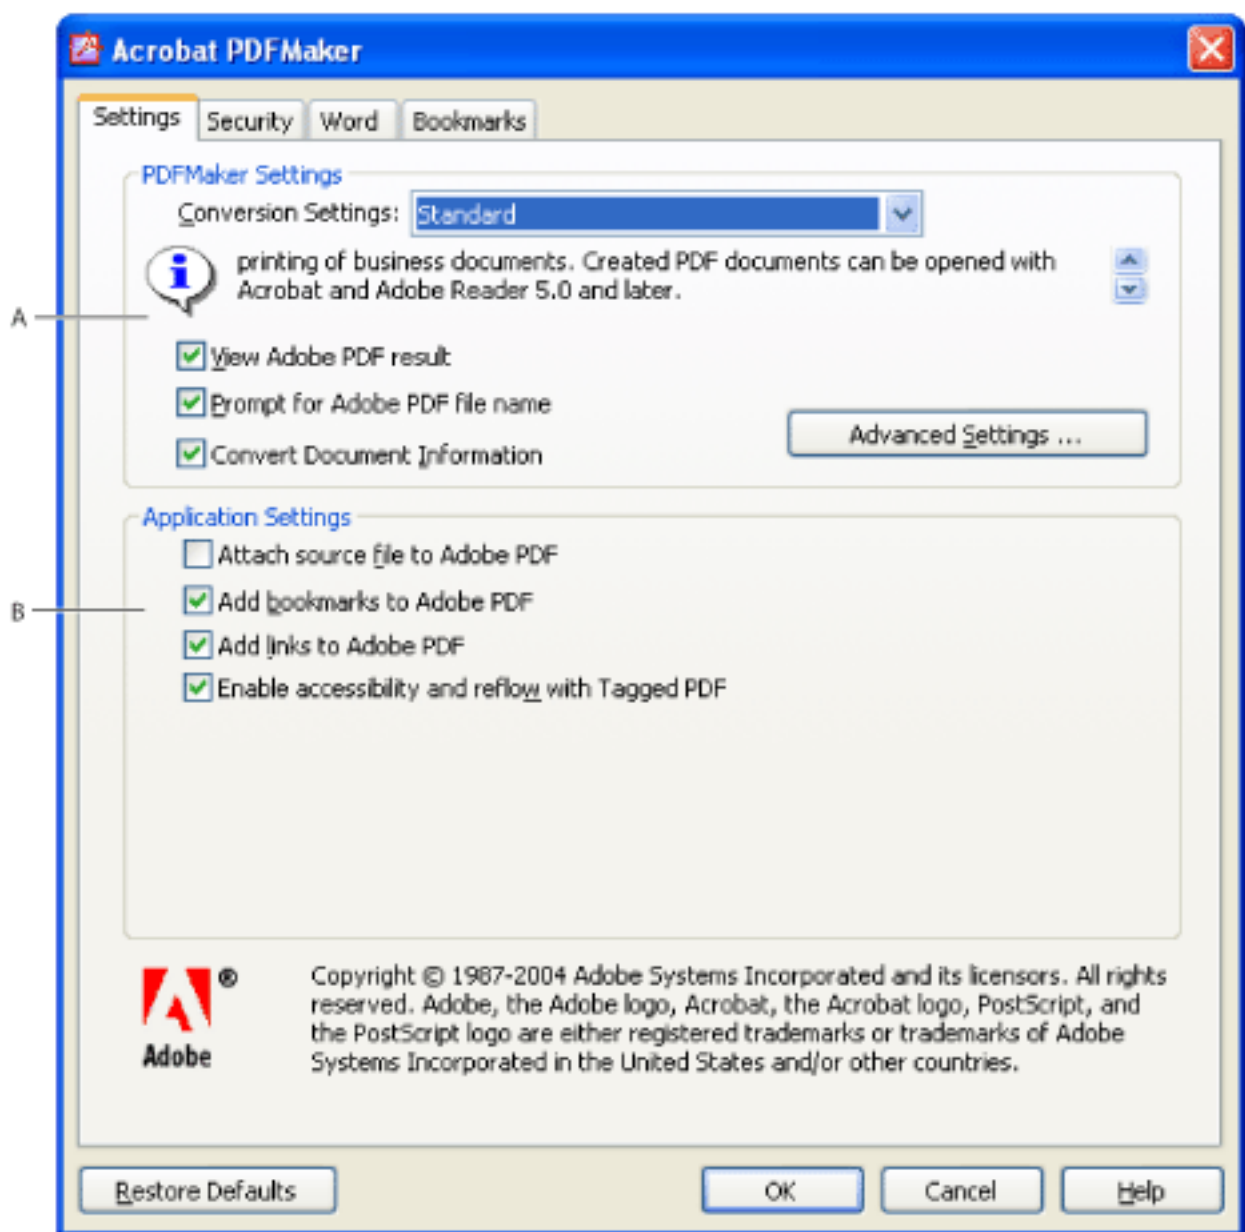 Acrobat PDFMaker
Settings Security Word Bookmarks
PDFMaker Settings
Conversion Settings: Standard
printing of business documents. Created PDF documents can be opened with
Acrobat and Adobe Reader 5.0 and later.
A
View Adobe PDF result
Prompt for Adobe PDF file name
Advanced Settings ...
Convert Document Information
Application Settings
Attach source file to Adobe PDF
B
Add bookmarks to Adobe PDF
Add links to Adobe PDF
Enable accessibility and reflow with Tagged PDF
Adobe ®
Copyright © 1987-2004 Adobe Systems Incorporated and its licensors. All rights
reserved. Adobe, the Adobe logo, Acrobat, the Acrobat logo, PostScript, and
the PostScript logo are either registered trademarks or trademarks of Adobe
Systems Incorporated in the United States and/or other countries.
Restore Defaults OK Cancel Help